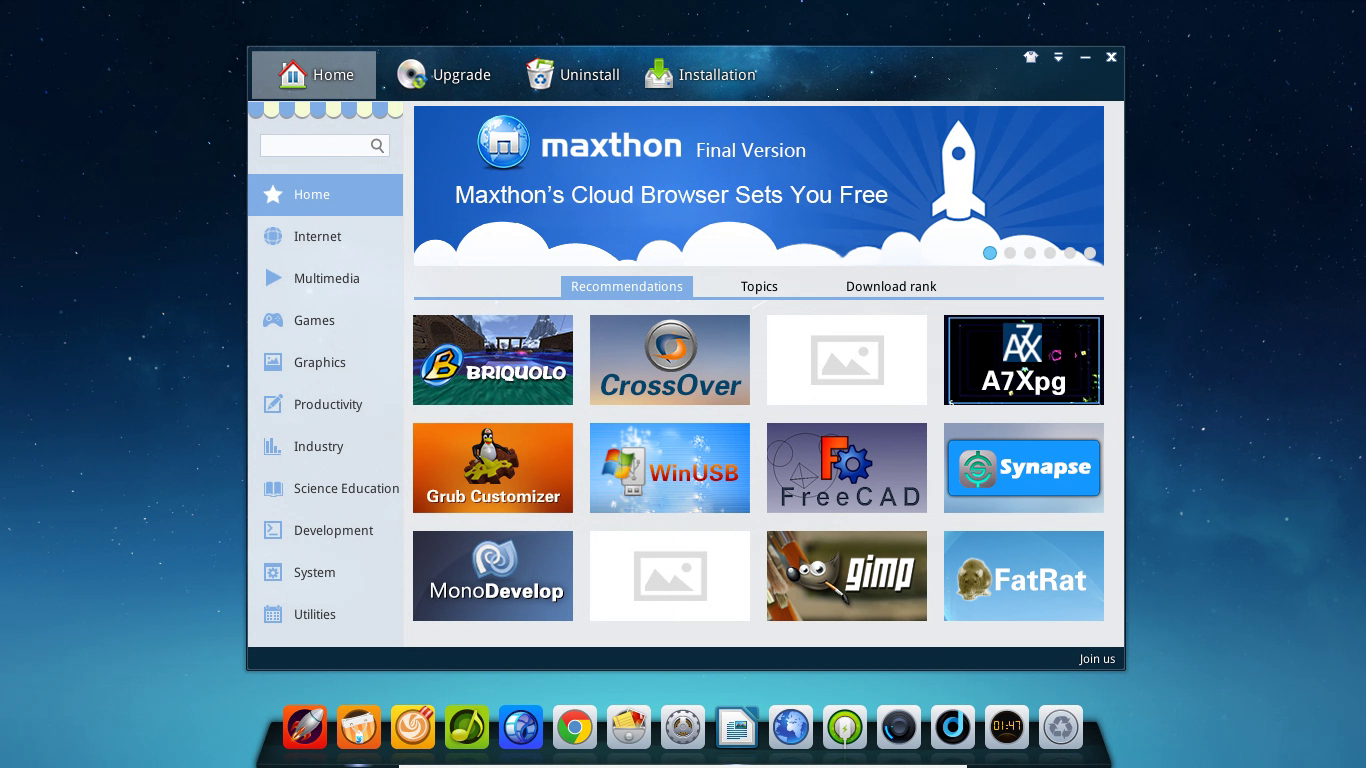 Home
Upgrade
Uninstall
Installation
maxthon Final Version
Maxthon's Cloud Browser Sets You Free
Home
Internet
Multimedia
Games
Graphics
Productivity
Industry
Science Education
Development
System
Utilities
Recommendations
Topics
Download rank
BRIQUOLO
CrossOver
A7X
A7Xpg
Grub Customizer
WinUSB
FreeCAD
Synapse
MonoDevelop
gimp
FatRat
Join us
01:47